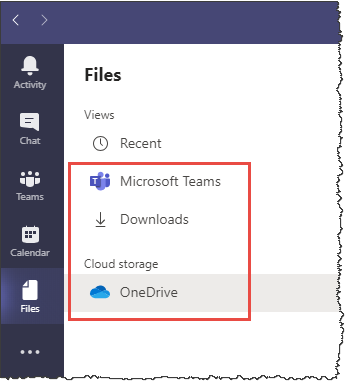 Files
Views
Recent
Microsoft Teams
Downloads
Cloud storage
OneDrive
Activity
Chat
Teams
Calendar
Files